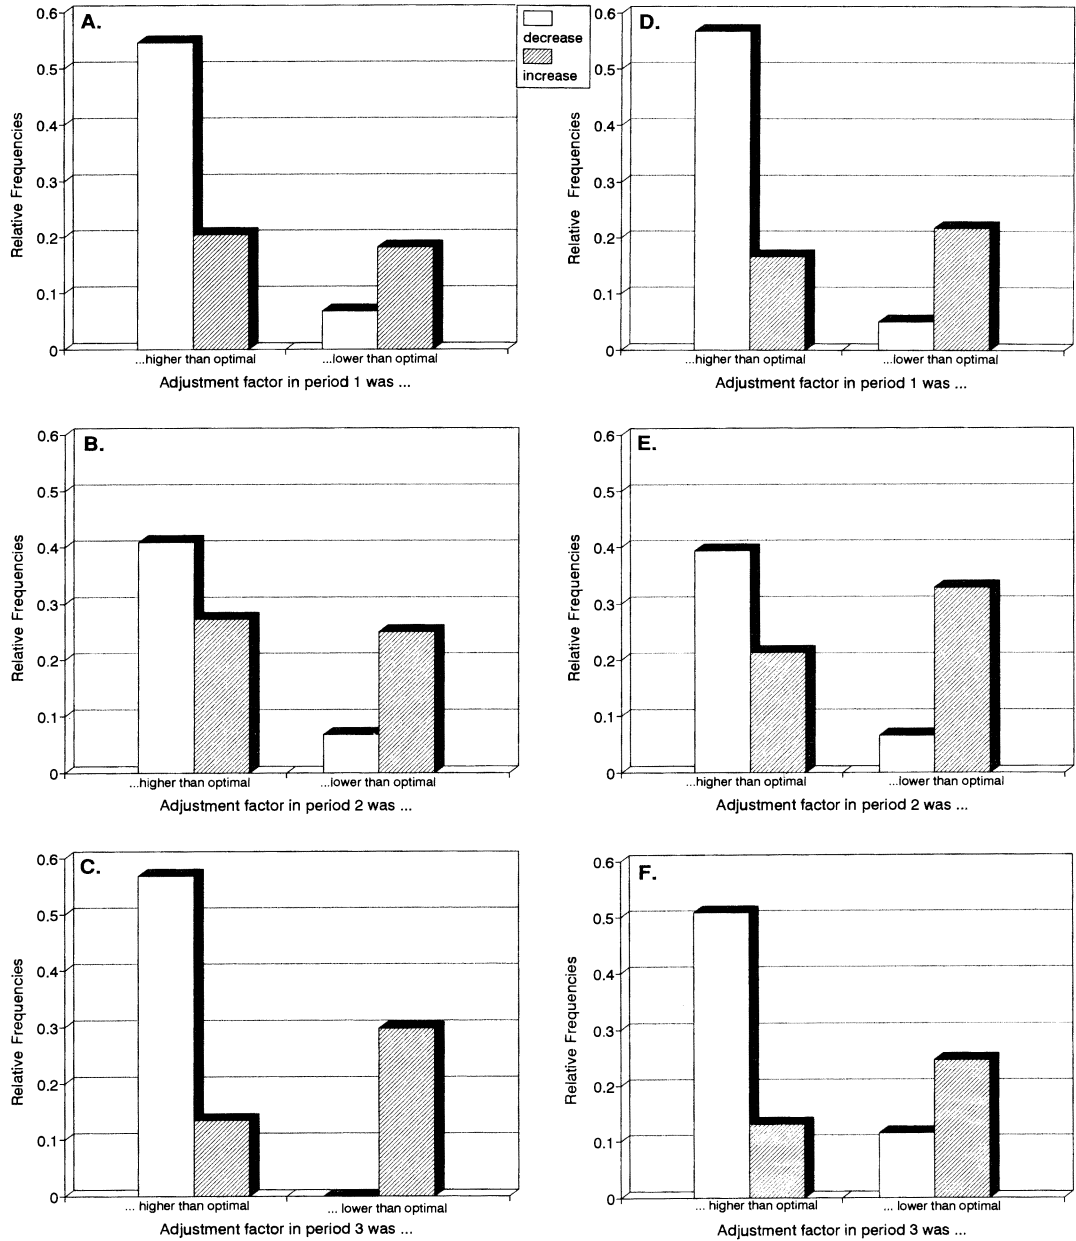 A.
0.6
0.5
0.4
0.3
0.2
0.1
0
Relative Frequencies
...higher than optimal
...lower than optimal
Adjustment factor in period 1 was ...
decrease
increase
D.
0.6
0.5
0.4
0.3
0.2
0.1
0
Relative Frequencies
...higher than optimal
...lower than optimal
Adjustment factor in period 1 was ...
B.
0.6
0.5
0.4
0.3
0.2
0.1
0
Relative Frequencies
...higher than optimal
...lower than optimal
Adjustment factor in period 2 was ...
E.
0.6
0.5
0.4
0.3
0.2
0.1
0
Relative Frequencies
...higher than optimal
...lower than optimal
Adjustment factor in period 2 was ...
C.
0.6
0.5
0.4
0.3
0.2
0.1
0
Relative Frequencies
... higher than optimal
... lower than optimal
Adjustment factor in period 3 was ...
F.
0.6
0.5
0.4
0.3
0.2
0.1
0
Relative Frequencies
... higher than optimal
... lower than optimal
Adjustment factor in period 3 was ...